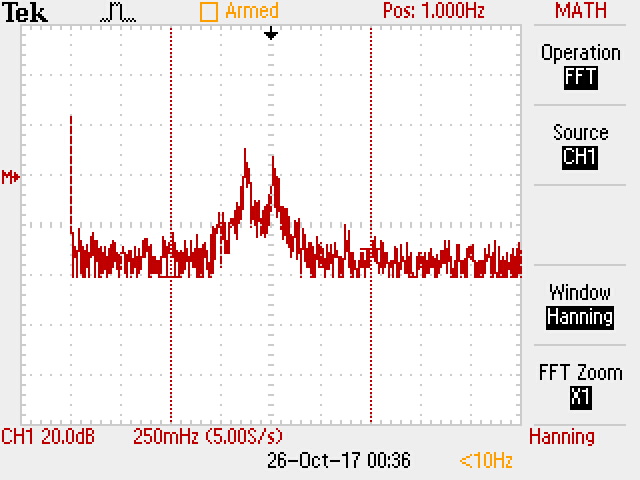 Tek Armed Pos: 1.000Hz MATH
Operation
FFT
Source
CH1
M
Window
Hanning
FFT Zoom
X1
CH1 20.0dB 250mHz (5.00S/s) Hanning
26-Oct-17 00:36 <10Hz